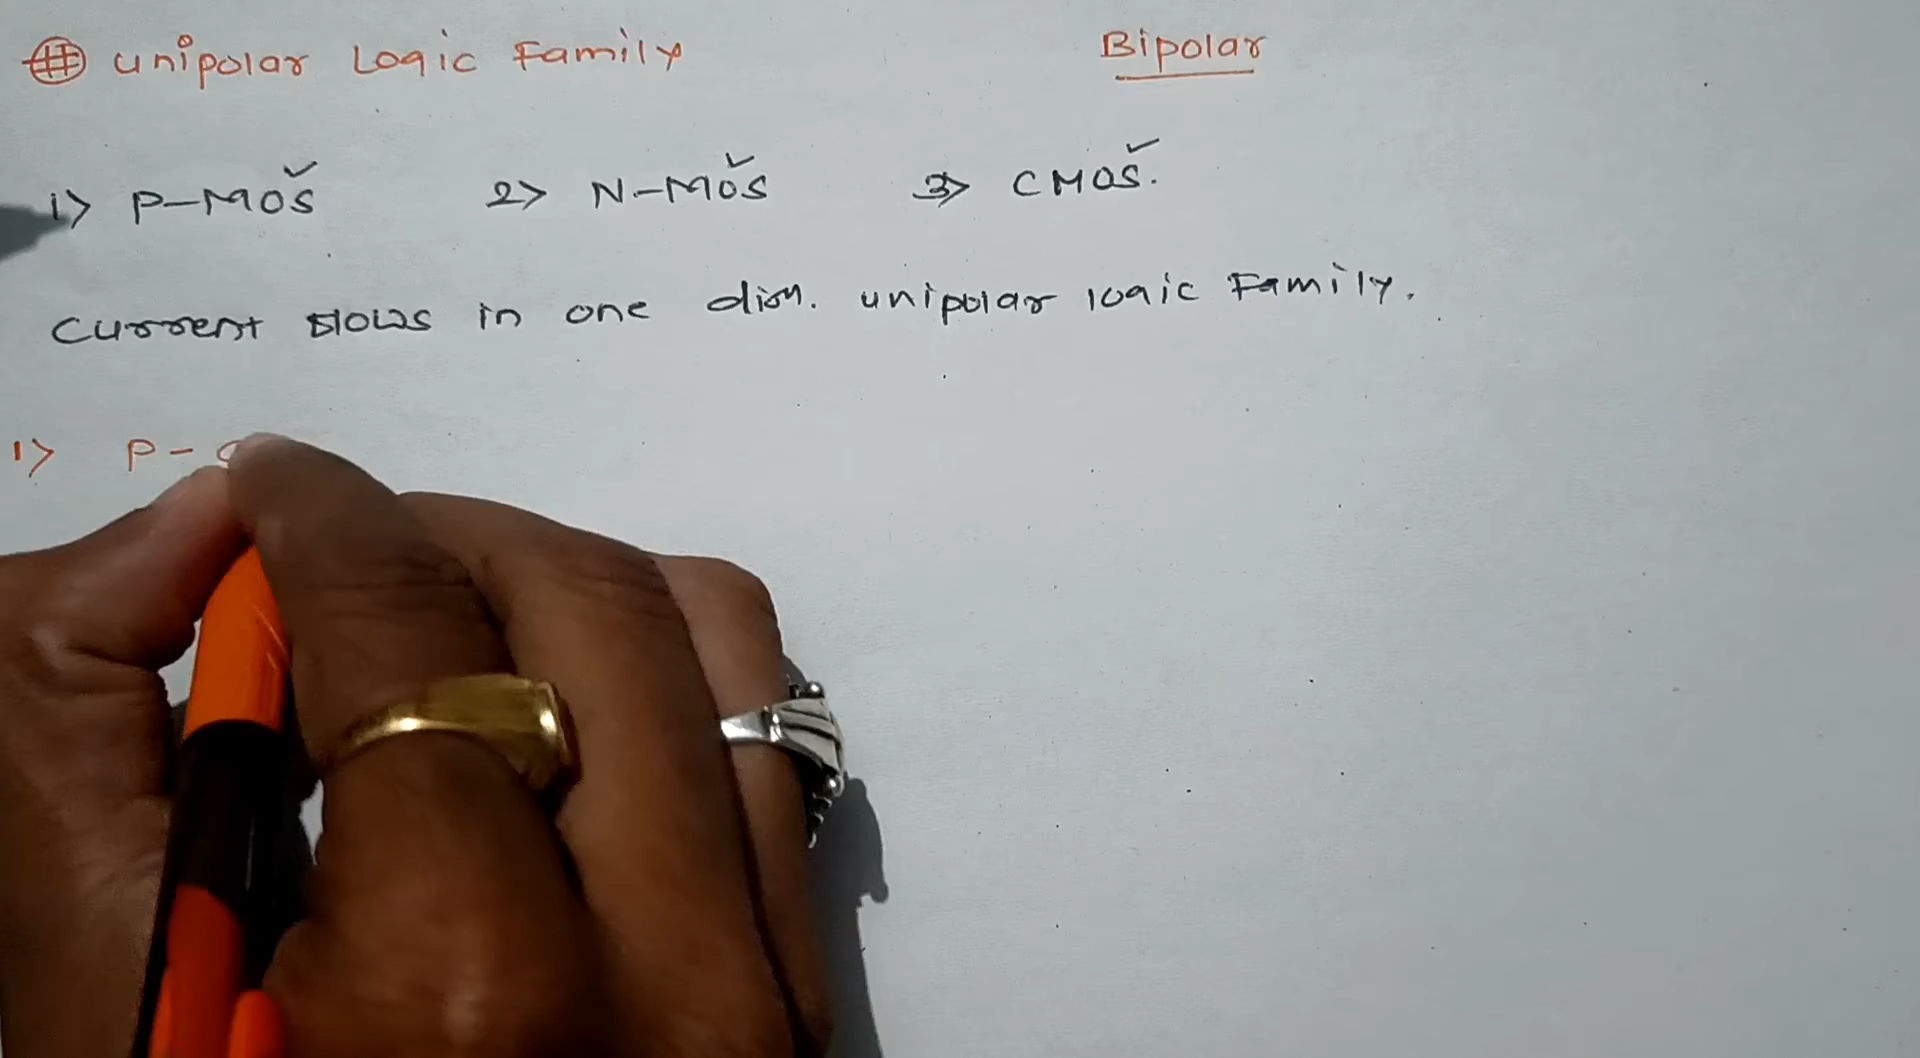 # Unipolar Logic Family Bipolar
1> P-MOS 2> N-MOS 3> CMOS.
Current flows in one dirn. unipolar logic Family.
1> P-